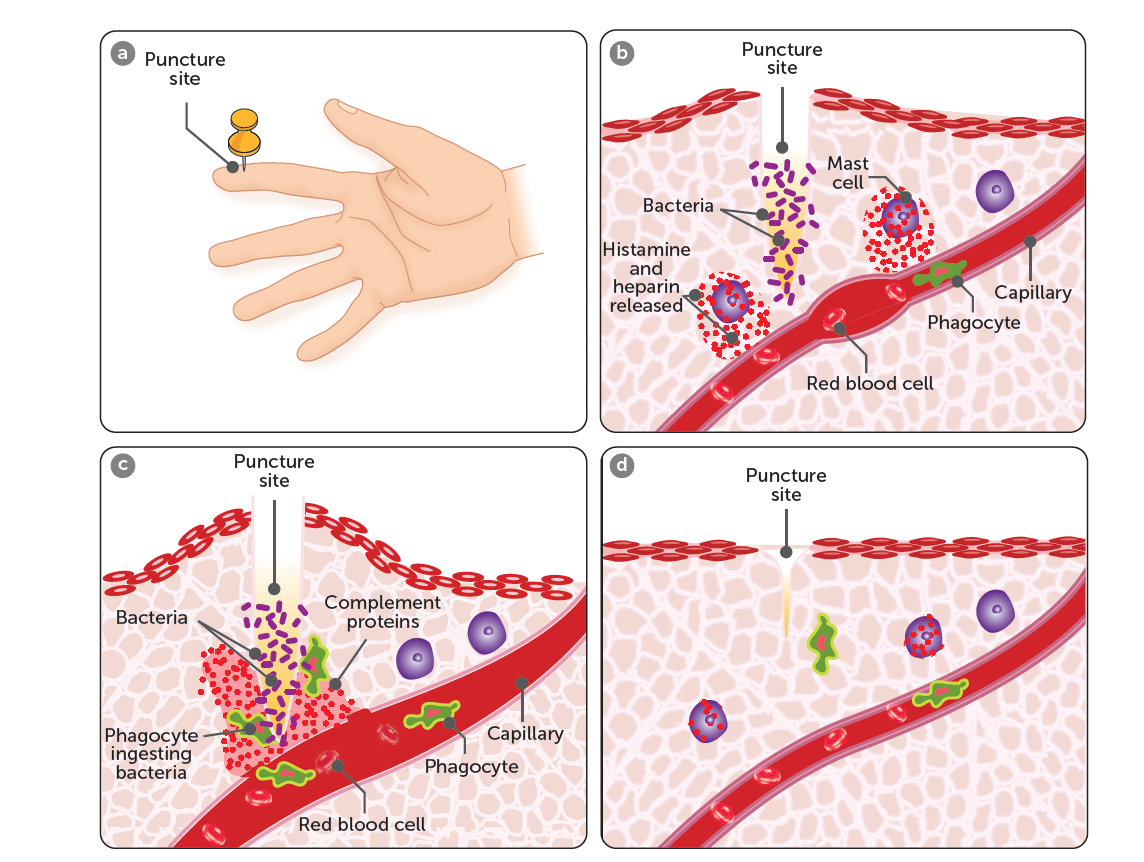 a
Puncture
site
b
Puncture
site
Mast
cell
Bacteria
Histamine
and
heparin
released
Capillary
Phagocyte
Red blood cell
c
Puncture
site
Bacteria
Complement
proteins
Phagocyte
ingesting
bacteria
Capillary
Phagocyte
Red blood cell
d
Puncture
site